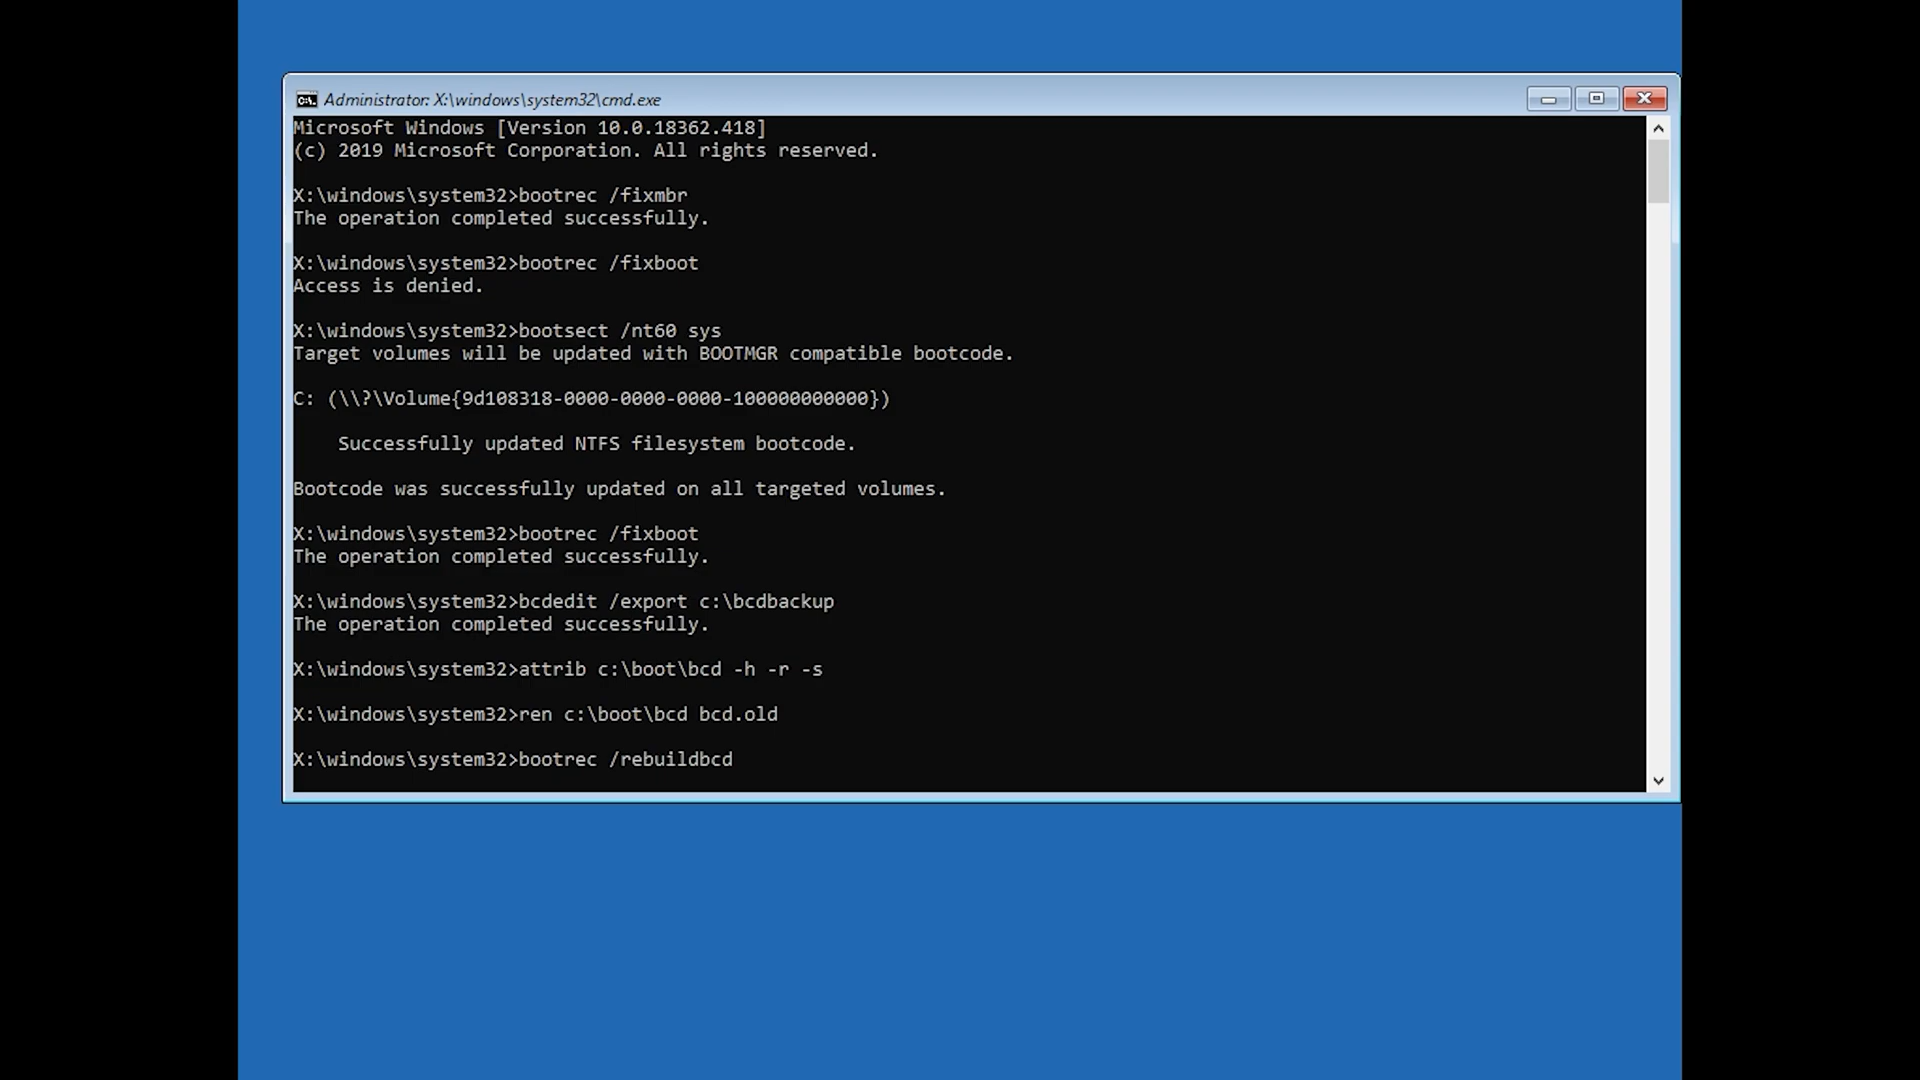 Administrator: X:\windows\system32\cmd.exe
Microsoft Windows [Version 10.0.18362.418]
(c) 2019 Microsoft Corporation. All rights reserved.
X:\windows\system32>bootrec /fixmbr
The operation completed successfully.
X:\windows\system32>bootrec /fixboot
Access is denied.
X:\windows\system32>bootsect /nt60 sys
Target volumes will be updated with BOOTMGR compatible bootcode.
C: (\\?\Volume{9d108318-0000-0000-0000-100000000000})
Successfully updated NTFS filesystem bootcode.
Bootcode was successfully updated on all targeted volumes.
X:\windows\system32>bootrec /fixboot
The operation completed successfully.
X:\windows\system32>bcdedit /export c:\bcdbackup
The operation completed successfully.
X:\windows\system32>attrib c:\boot\bcd -h -r -s
X:\windows\system32>ren c:\boot\bcd bcd.old
X:\windows\system32>bootrec /rebuildbcd